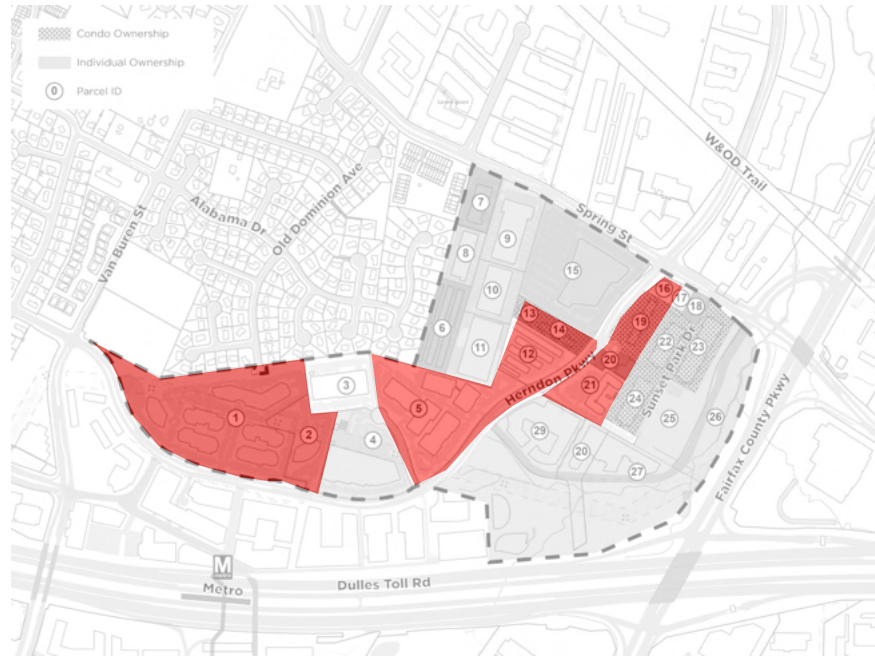 Condo Ownership
Individual Ownership
0 Parcel ID
W&OD Trail
Van Buren St
Alabama Dr
Old Dominion Ave
Spring St
7
8
9
10
15
6
11
13
14
12
16
17
18
19
20
21
22
23
24
25
26
Herndon Pkwy
Sunset Park Dr
Fairfax County Pkwy
3
1
2
5
4
29
20
27
M
Metro
Dulles Toll Rd